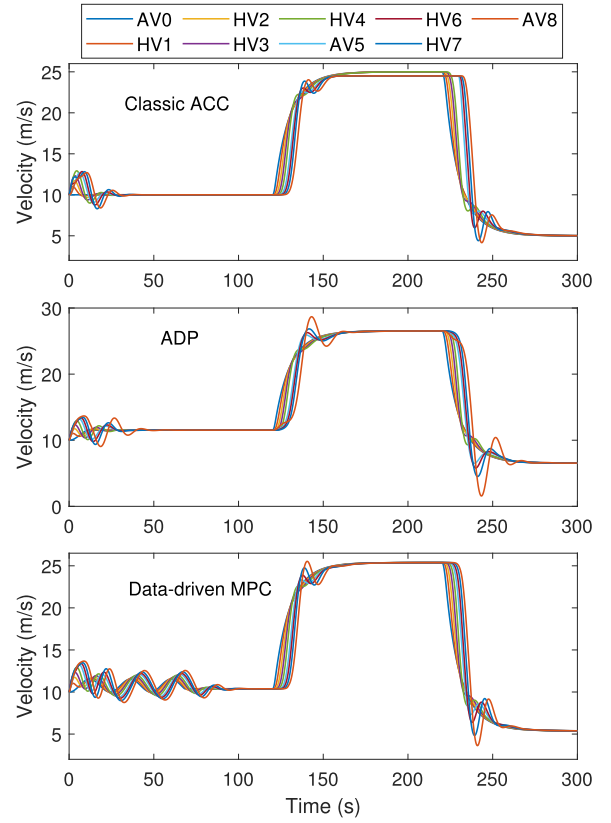 AV0 HV2 HV4 HV6 AV8
HV1 HV3 AV5 HV7
25
20
15
10
5
Velocity (m/s)
Classic ACC
0 50 100 150 200 250 300
30
20
10
0
Velocity (m/s)
ADP
0 50 100 150 200 250 300
25
20
15
10
5
Velocity (m/s)
Data-driven MPC
0 50 100 150 200 250 300
Time (s)